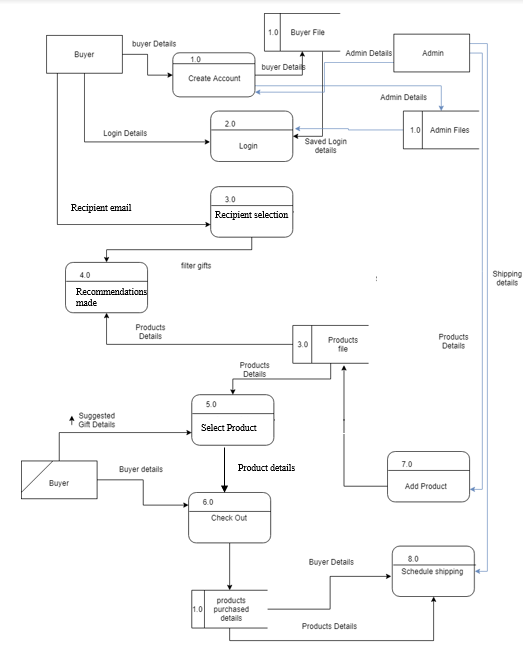 buyer Details
1.0
Buyer File
Buyer
1.0
Create Account
buyer Details
Admin Details
Admin
Admin Details
2.0
Login
Login Details
Saved Login
details
1.0
Admin Files
3.0
Recipient selection
Recipient email
filter gifts
4.0
Recommendations
made
Shipping
details
Products
Details
3.0
Products
file
Products
Details
Products
Details
5.0
Select Product
Suggested
Gift Details
Buyer
Buyer details
Product details
7.0
Add Product
6.0
Check Out
8.0
Schedule shipping
Buyer Details
1.0
products
purchased
details
Products Details